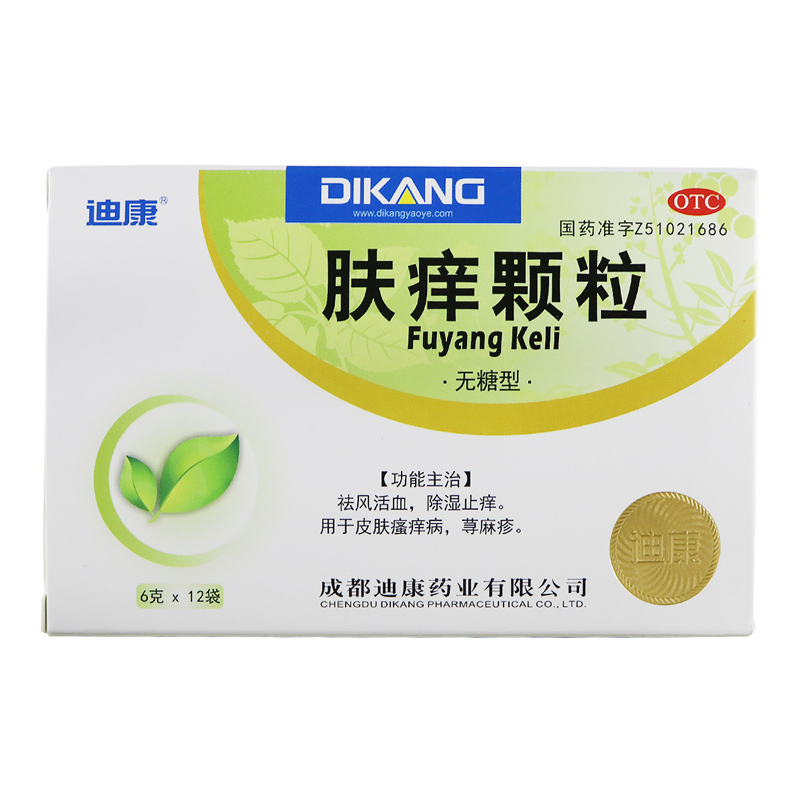 迪康®
DIKANG
www.dikangyaoye.com
OTC
国药准字Z51021686
肤痒颗粒
Fuyang Keli
·无糖型·
【功能主治】
祛风活血，除湿止痒。
用于皮肤瘙痒病，荨麻疹。
迪康
6克 x 12袋
成都迪康药业有限公司
CHENGDU DIKANG PHARMACEUTICAL CO., LTD.